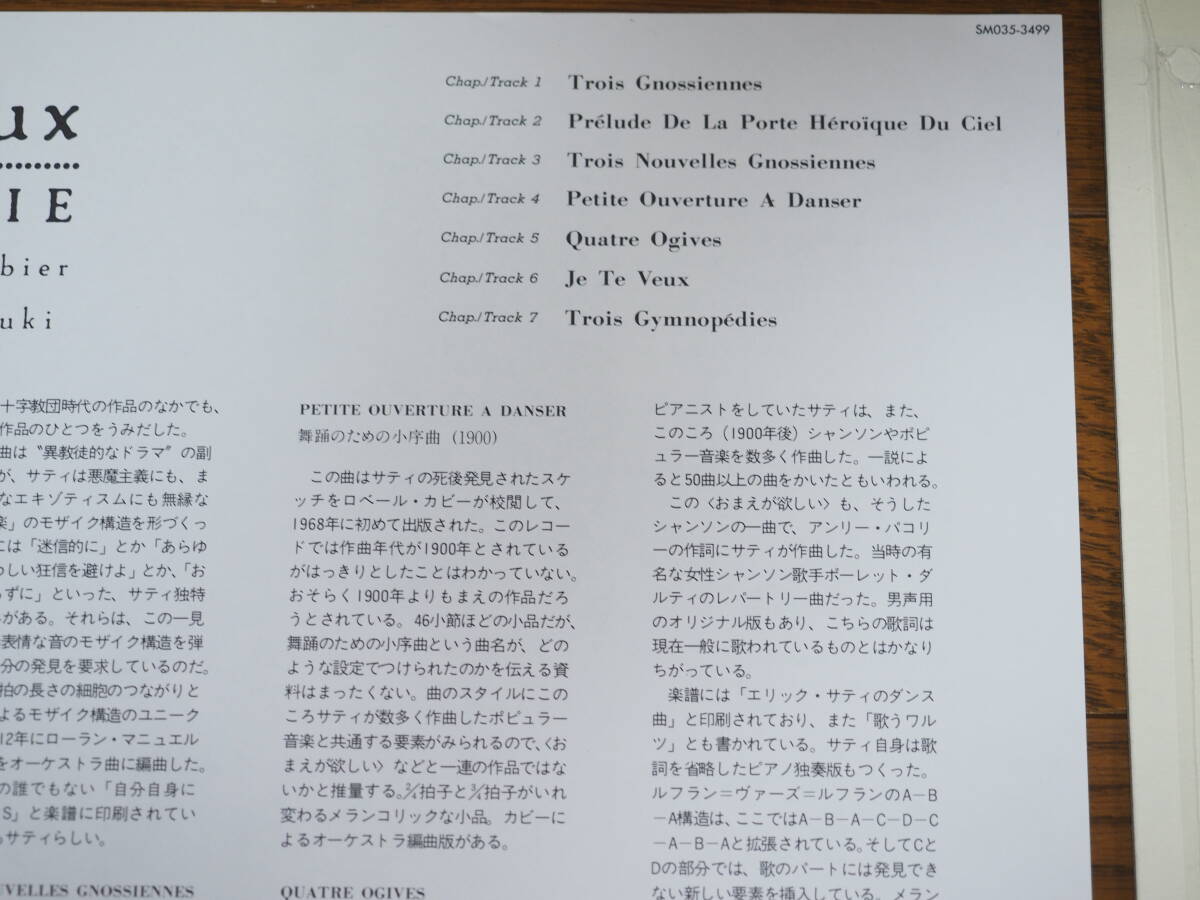 SM035-3499
ux
IE
bier
uki
Chap./Track 1 Trois Gnossiennes
Chap./Track 2 Prélude De La Porte Héroïque Du Ciel
Chap./Track 3 Trois Nouvelles Gnossiennes
Chap./Track 4 Petite Ouverture A Danser
Chap./Track 5 Quatre Ogives
Chap./Track 6 Je Te Veux
Chap./Track 7 Trois Gymnopédies
十字教団時代の作品のなかでも、
作品のひとつをうみだした。
曲は〝異教徒的なドラマ〟の副
が、サティは悪魔主義にも、ま
なエキゾティスムにも無縁な
楽」のモザイク構造を形づくっ
には「迷信的に」とか「あらゆ
わしい狂信を避けよ」とか、「お
らずに」といった、サティ独特
がある。それらは、この一見
表情な音のモザイク構造を弾
分の発見を要求しているのだ。
拍の長さの細胞のつながりと
よるモザイク構造のユニーク
12年にローラン・マニュエル
をオーケストラ曲に編曲した。
の誰でもない「自分自身に
S」と楽譜に印刷されてい
サティらしい。
UVELLES GNOSSIENNES
PETITE OUVERTURE A DANSER
舞踊のための小序曲 (1900)
この曲はサティの死後発見されたスケ
ッチをロベール・カビーが校閲して、
1968年に初めて出版された。このレコー
ドでは作曲年代が1900年とされている
がはっきりとしたことはわかっていない。
おそらく1900年よりもまえの作品だろ
うとされている。46小節ほどの小品だが、
舞踊のための小序曲という曲名が、どの
ような設定でつけられたのかを伝える資
料はまったくない。曲のスタイルにこの
ころサティが数多く作曲したポピュラー
音楽と共通する要素がみられるので、〈お
まえが欲しい〉などと一連の作品ではな
いかと推量する。¾拍子と¾拍子がいれ
変わるメランコリックな小品。カビーに
よるオーケストラ編曲版がある。
QUATRE OGIVES
ピアニストをしていたサティは、また、
このころ（1900年後）シャンソンやポピ
ュラー音楽を数多く作曲した。一説によ
ると50曲以上の曲をかいたともいわれる。
この〈おまえが欲しい〉も、そうした
シャンソンの一曲で、アンリー・パコリ
ーの作詞にサティが作曲した。当時の有
名な女性シャンソン歌手ポーレット・ダ
ルティのレパートリー曲だった。男声用
のオリジナル版もあり、こちらの歌詞は
現在一般に歌われているものとはかなり
ちがっている。
楽譜には「エリック・サティのダンス
曲」と印刷されており、また「歌うワル
ツ」とも書かれている。サティ自身は歌
詞を省略したピアノ独奏版もつくった。
ルフラン＝ヴァーズ＝ルフランのA－B
－A構造は、ここではA－B－A－C－D－C
－A－B－Aと拡張されている。そしてCと
Dの部分では、歌のパートには発見でき
ない新しい要素を挿入している。メラン